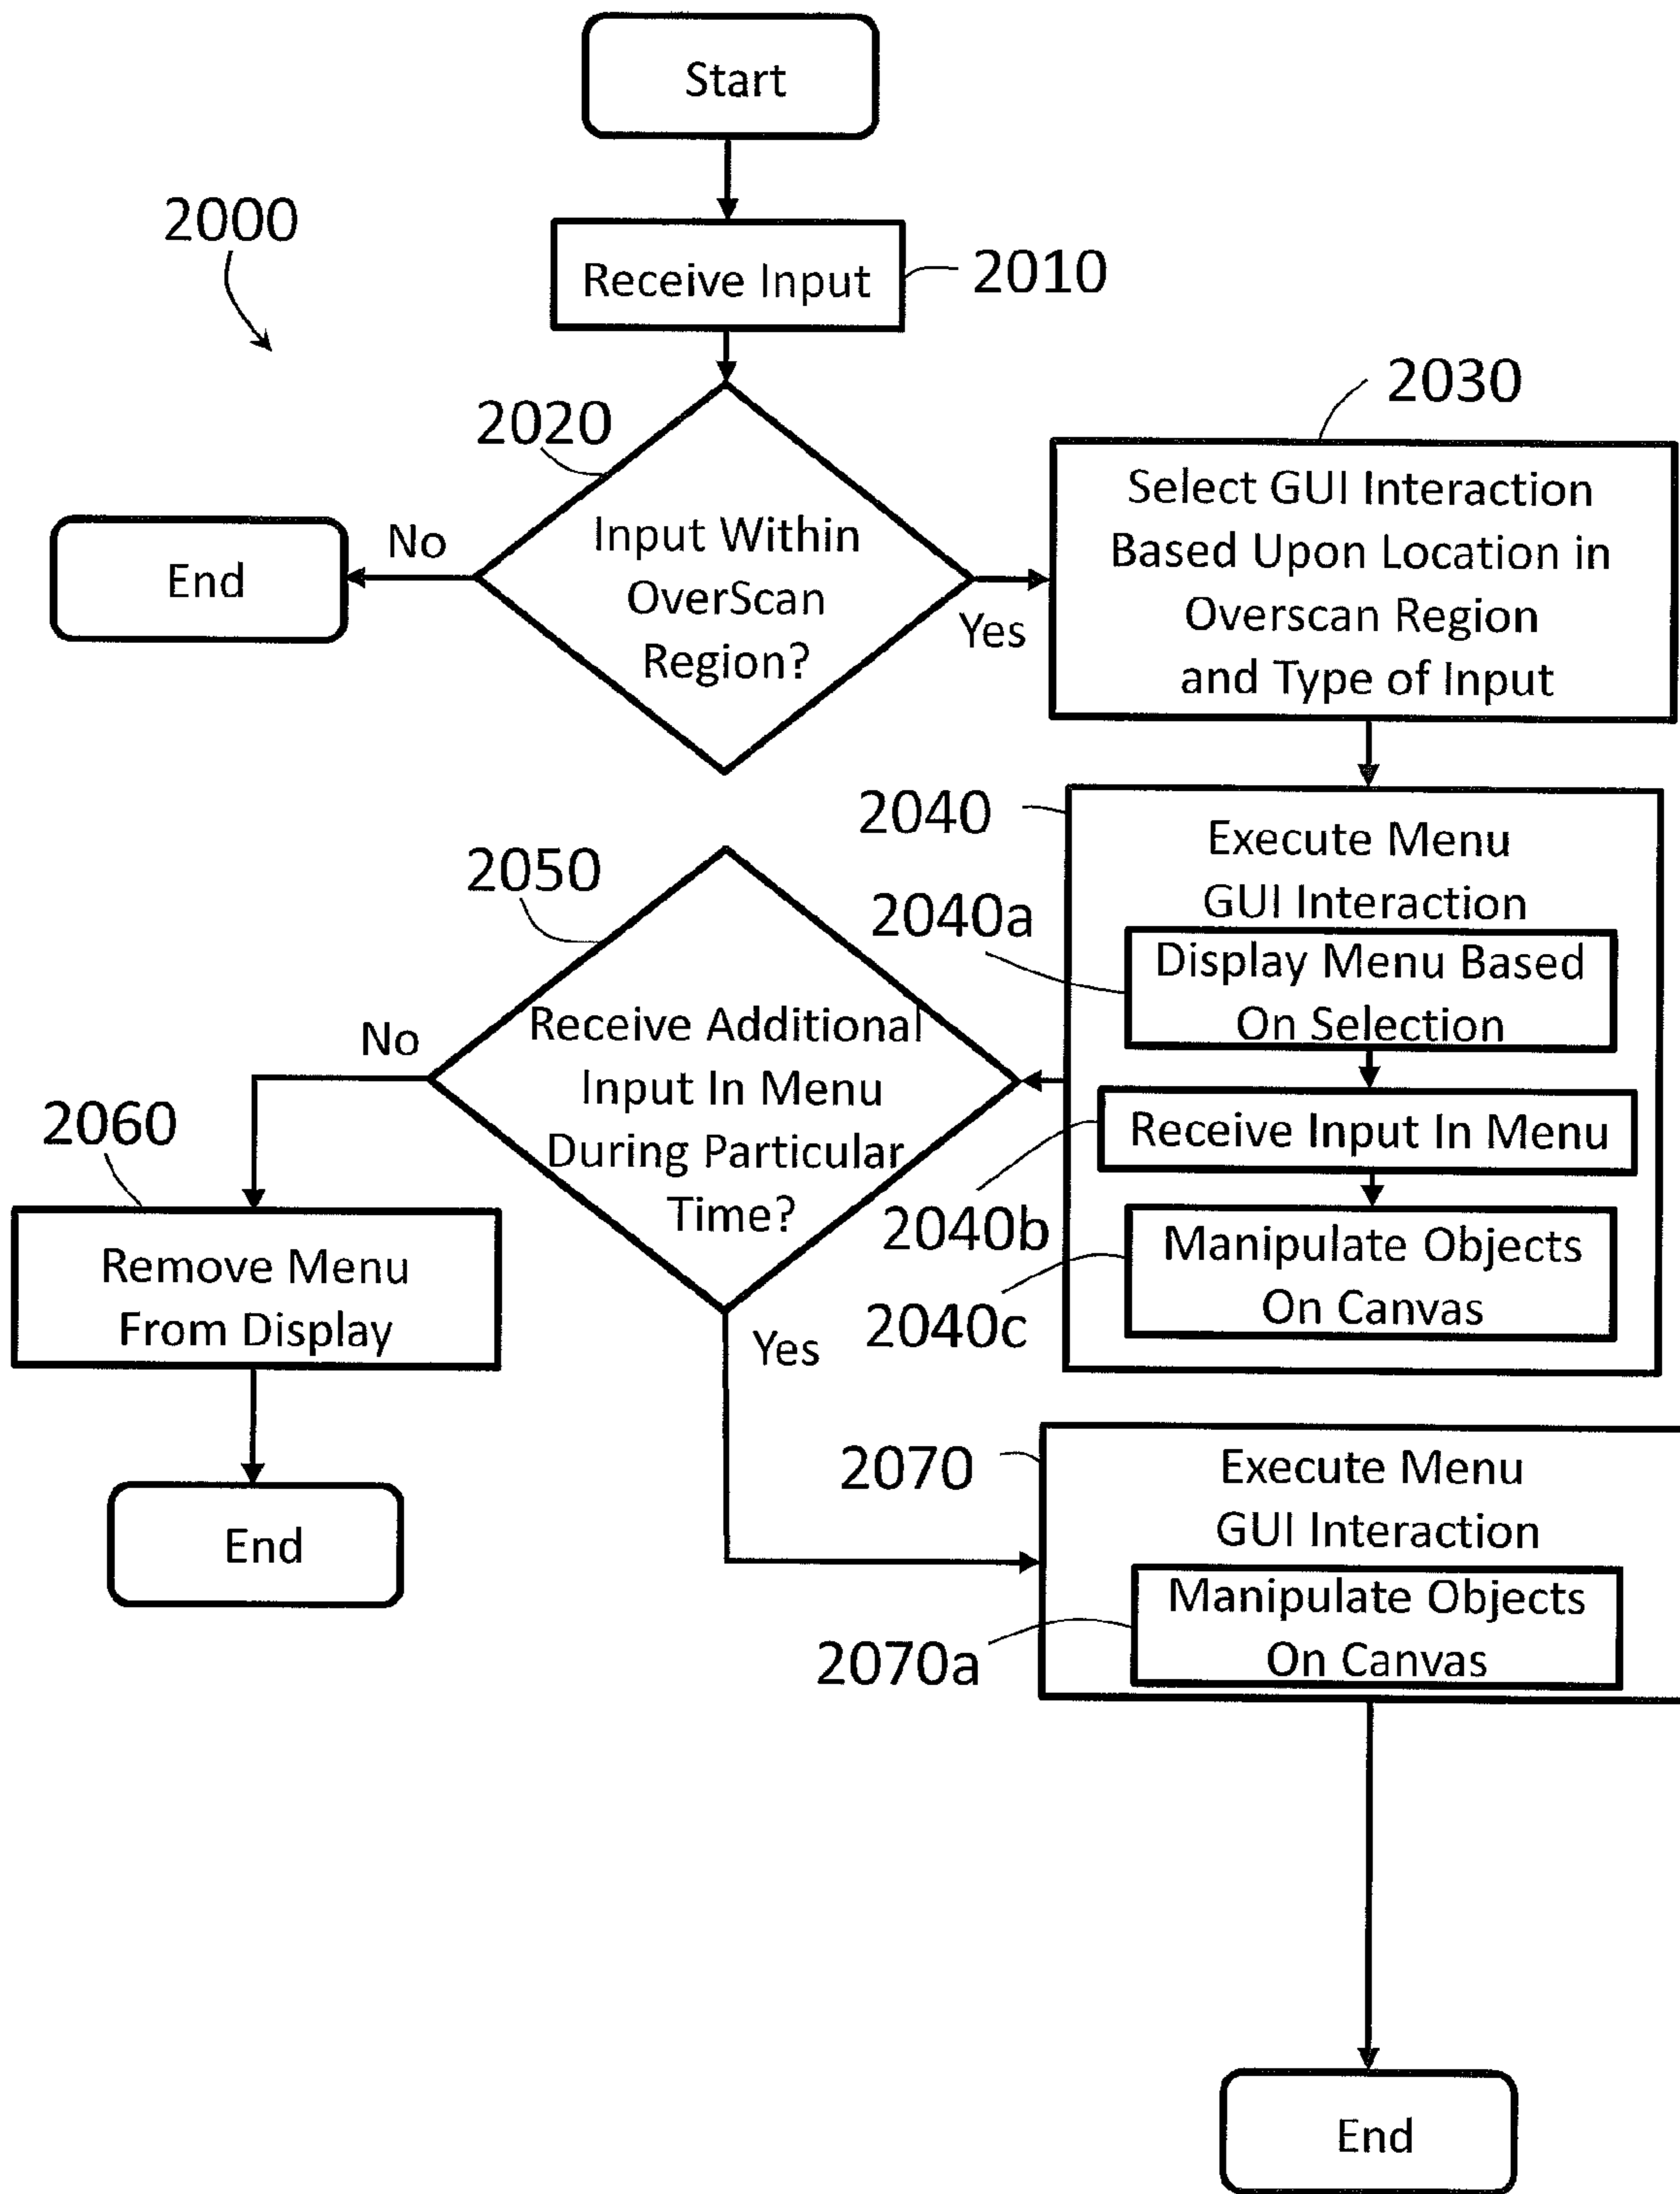 Start
2000
Receive Input
2010
2020
2030
Input Within
OverScan
Region?
No
End
Yes
Select GUI Interaction
Based Upon Location in
Overscan Region
and Type of Input
2040
Execute Menu
GUI Interaction
2040a
Display Menu Based
On Selection
2040b
Receive Input In Menu
2040c
Manipulate Objects
On Canvas
2050
Receive Additional
Input In Menu
During Particular
Time?
No
2060
Remove Menu
From Display
End
Yes
2070
Execute Menu
GUI Interaction
2070a
Manipulate Objects
On Canvas
End